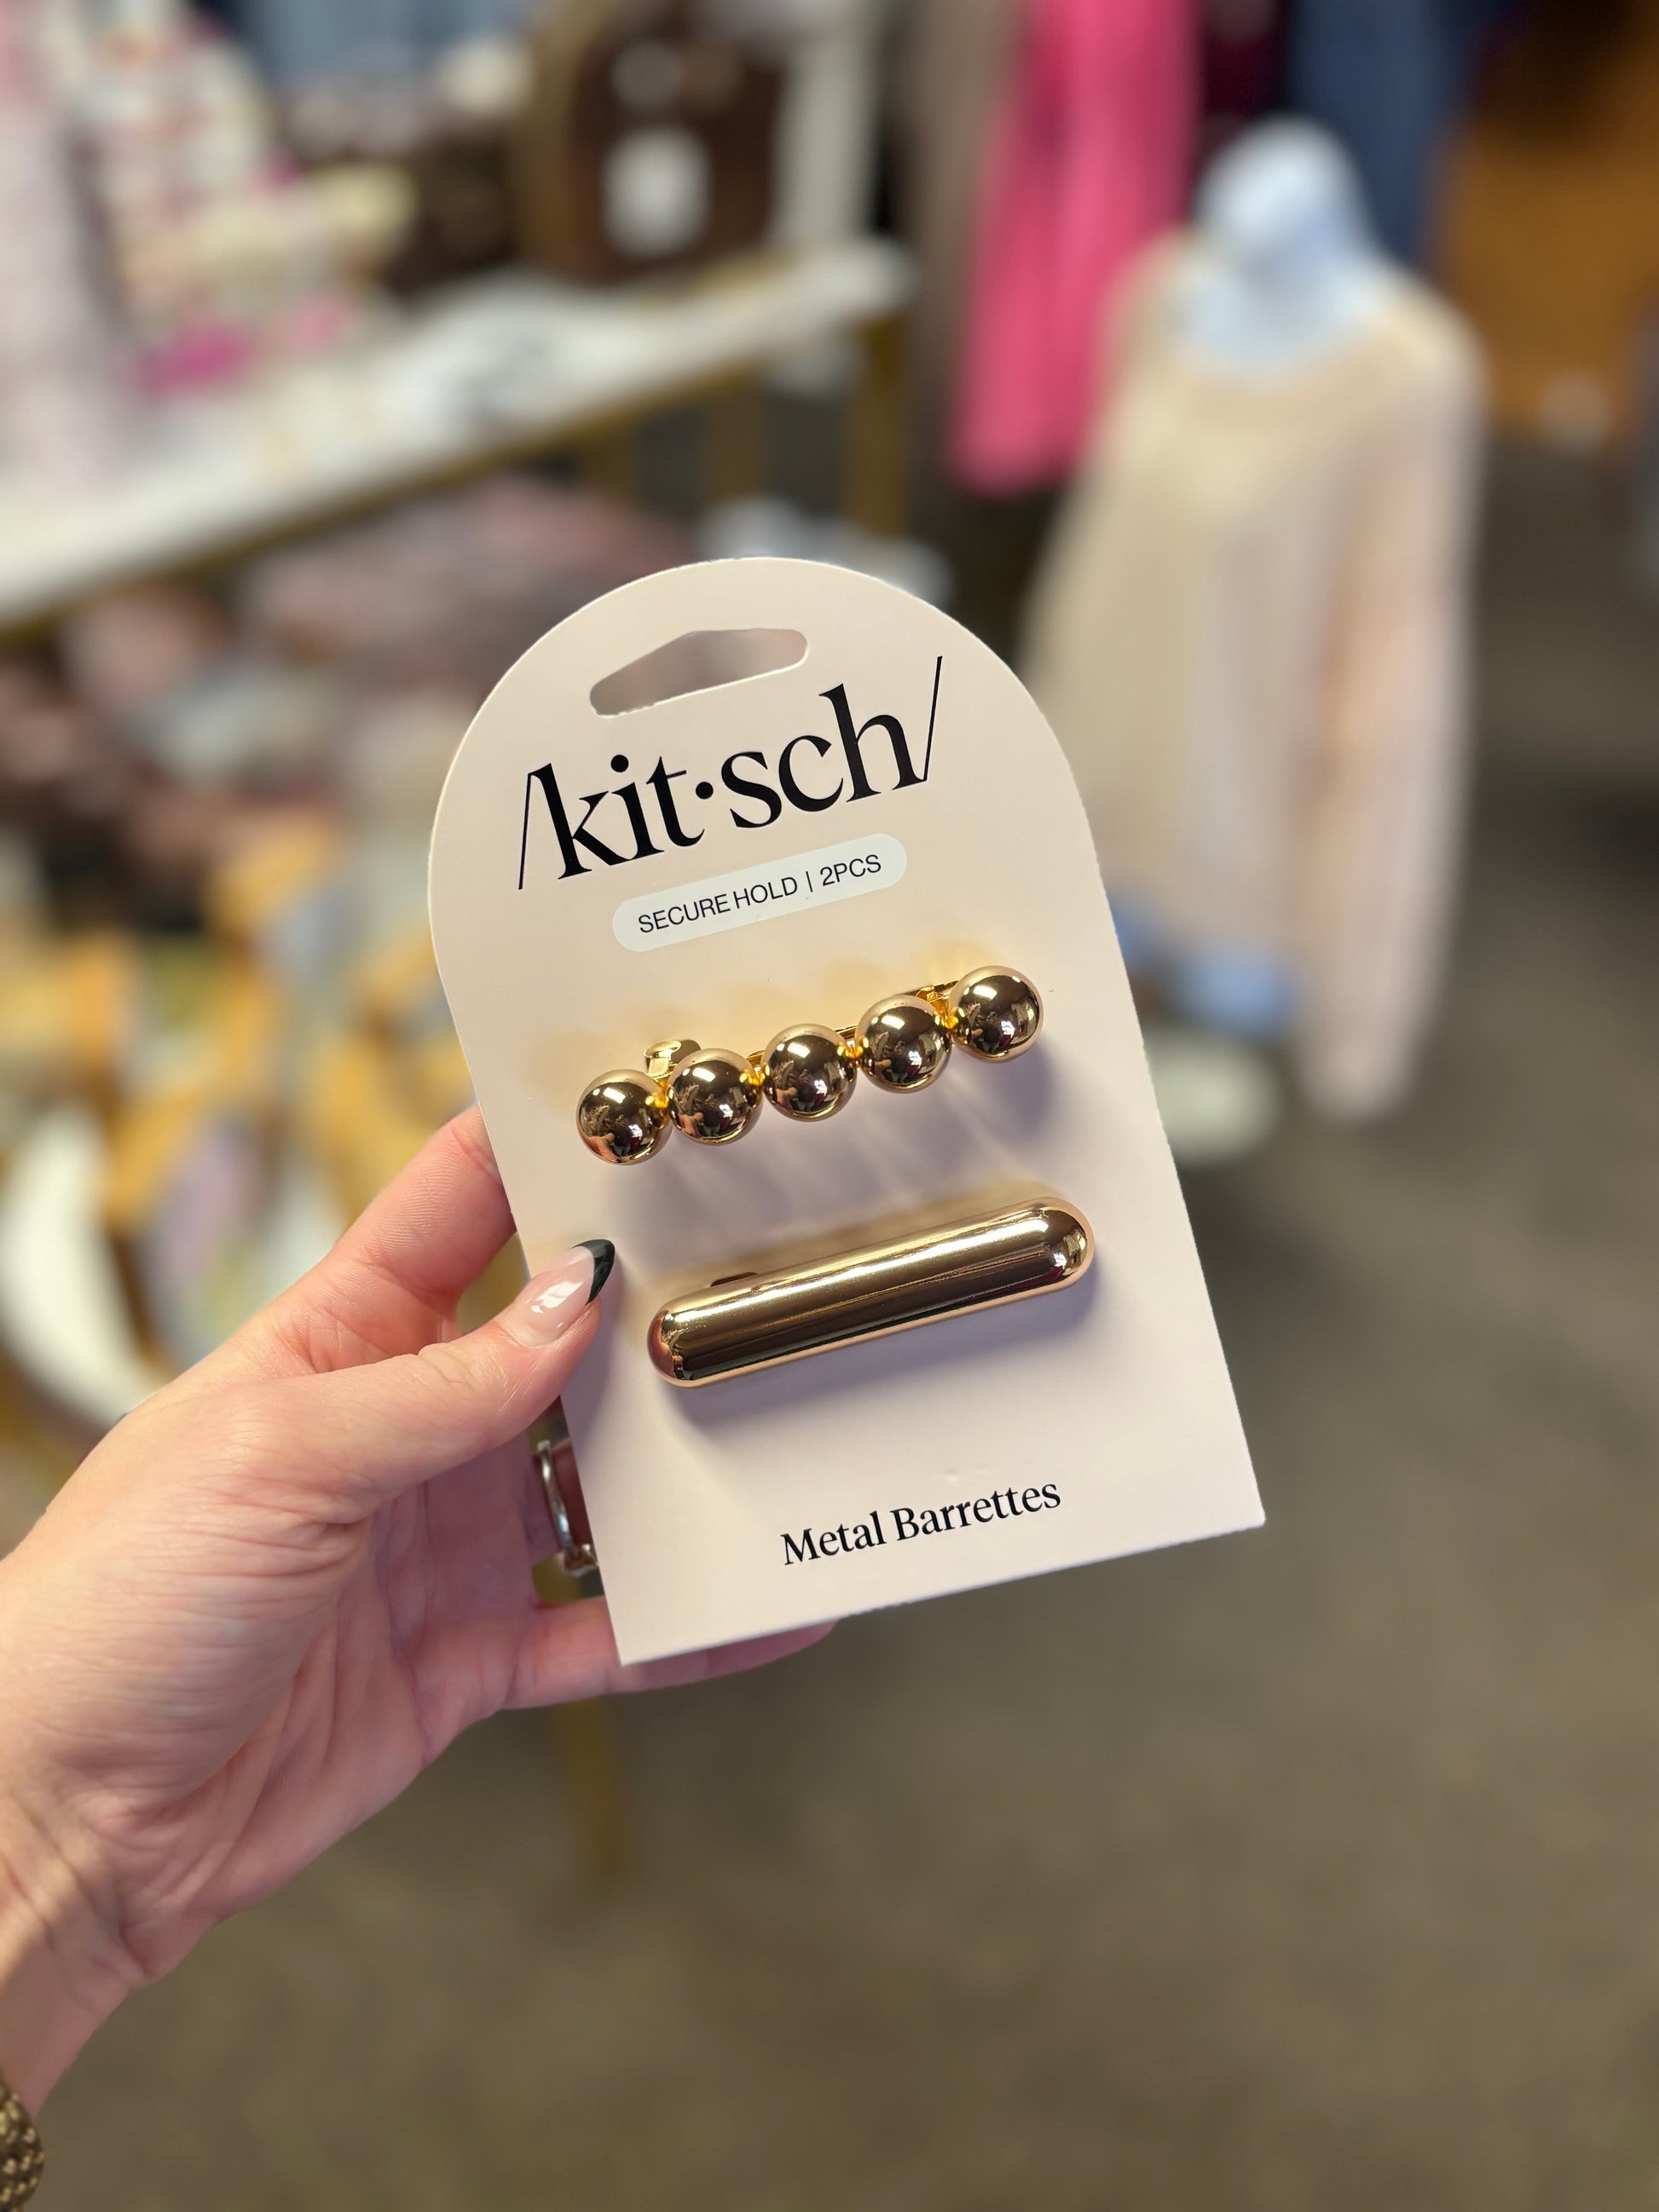 /kit·sch/
SECURE HOLD | 2PCS
Metal Barrettes